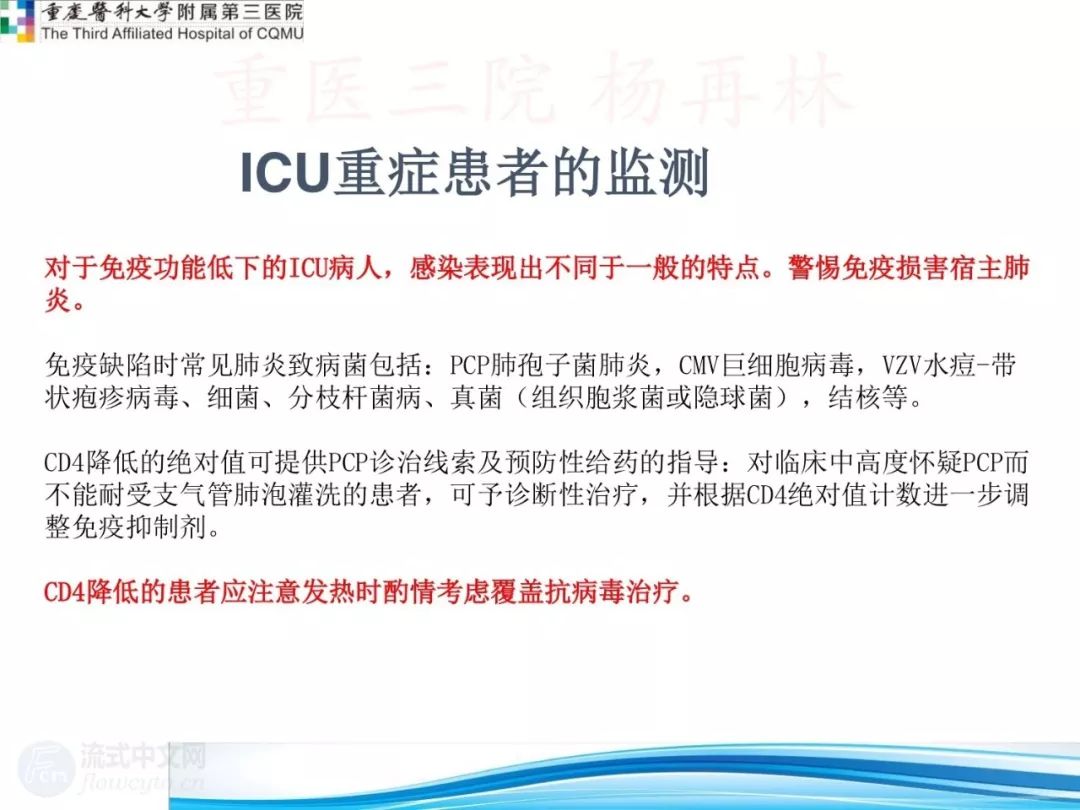 重庆医科大学附属第三医院
The Third Affiliated Hospital of CQMU
重医三院 杨再林
ICU重症患者的监测
对于免疫功能低下的ICU病人，感染表现出不同于一般的特点。警惕免疫损害宿主肺
炎。
免疫缺陷时常见肺炎致病菌包括：PCP肺孢子菌肺炎，CMV巨细胞病毒，VZV水痘-带
状疱疹病毒、细菌、分枝杆菌病、真菌（组织胞浆菌或隐球菌），结核等。
CD4降低的绝对值可提供PCP诊治线索及预防性给药的指导：对临床中高度怀疑PCP而
不能耐受支气管肺泡灌洗的患者，可予诊断性治疗，并根据CD4绝对值计数进一步调
整免疫抑制剂。
CD4降低的患者应注意发热时酌情考虑覆盖抗病毒治疗。
流式中文网
flowcyto.cn